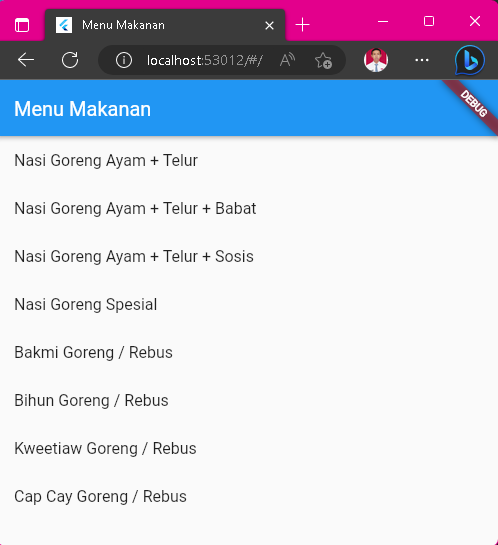 Menu Makanan
localhost:53012/#/
Menu Makanan
DEBUG
Nasi Goreng Ayam + Telur
Nasi Goreng Ayam + Telur + Babat
Nasi Goreng Ayam + Telur + Sosis
Nasi Goreng Spesial
Bakmi Goreng / Rebus
Bihun Goreng / Rebus
Kweetiaw Goreng / Rebus
Cap Cay Goreng / Rebus